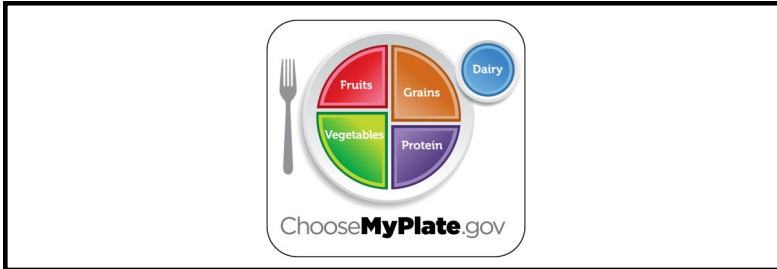 Dairy
Fruits
Grains
Vegetables
Protein
ChooseMyPlate.gov